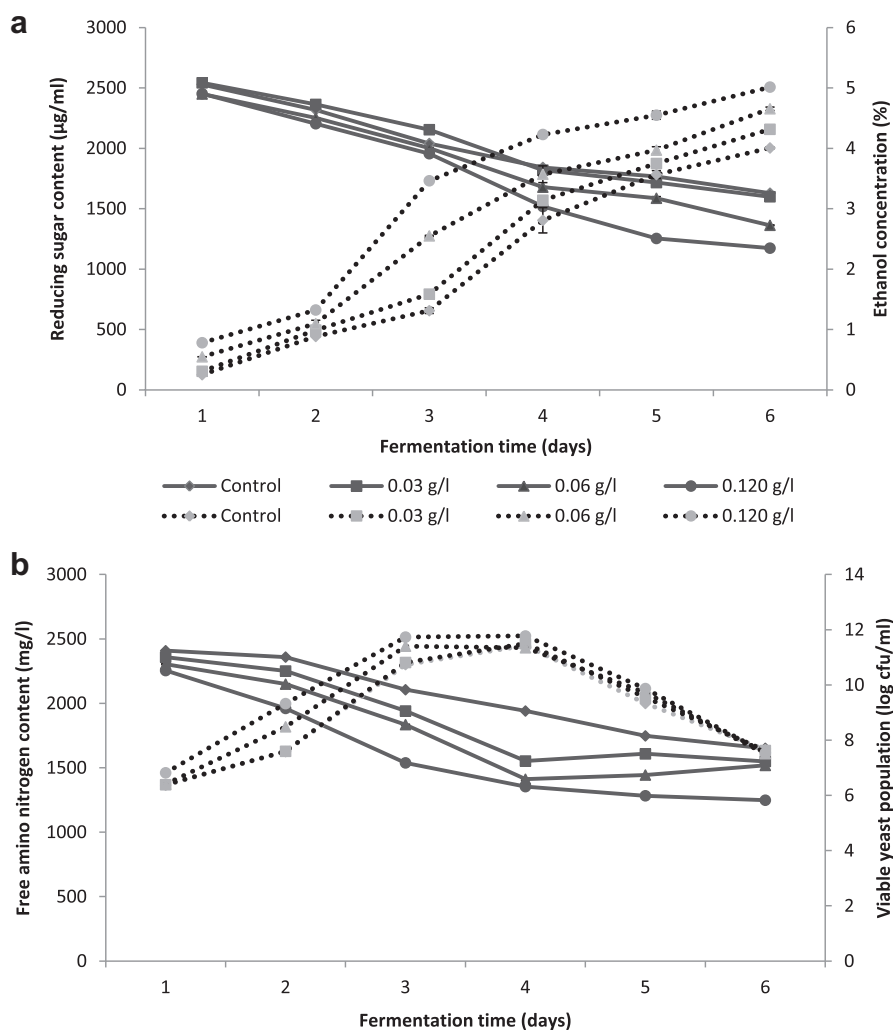 a
Reducing sugar content (µg/ml)
3000
2500
2000
1500
1000
500
0
Ethanol concentration (%)
6
5
4
3
2
1
0
1 2 3 4 5 6
Fermentation time (days)
Control 0.03 g/l 0.06 g/l 0.120 g/l
Control 0.03 g/l 0.06 g/l 0.120 g/l
b
Free amino nitrogen content (mg/l)
3000
2500
2000
1500
1000
500
0
Viable yeast population (log cfu/ml)
14
12
10
8
6
4
2
0
1 2 3 4 5 6
Fermentation time (days)